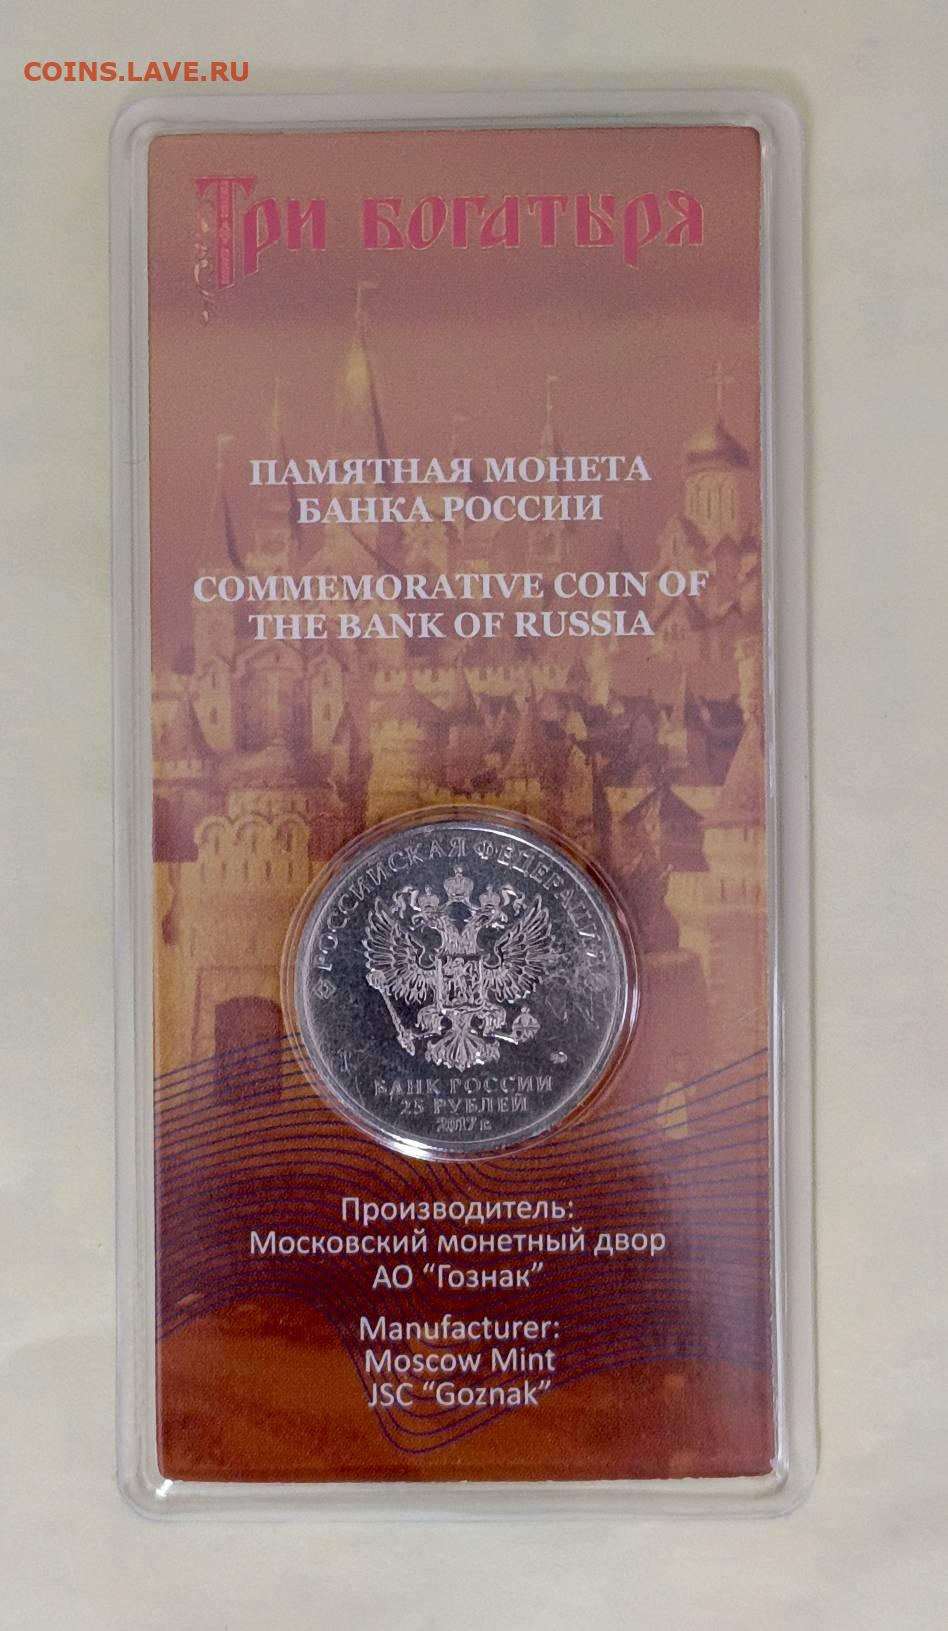 COINS.LAVE.RU
Три богатыря
ПАМЯТНАЯ МОНЕТА
БАНКА РОССИИ
COMMEMORATIVE COIN OF
THE BANK OF RUSSIA
РОССИЙСКАЯ ФЕДЕРАЦИЯ
БАНК РОССИИ
25 РУБЛЕЙ
2017 г.
Производитель:
Московский монетный двор
АО “Гознак”
Manufacturer:
Moscow Mint
JSC “Goznak”